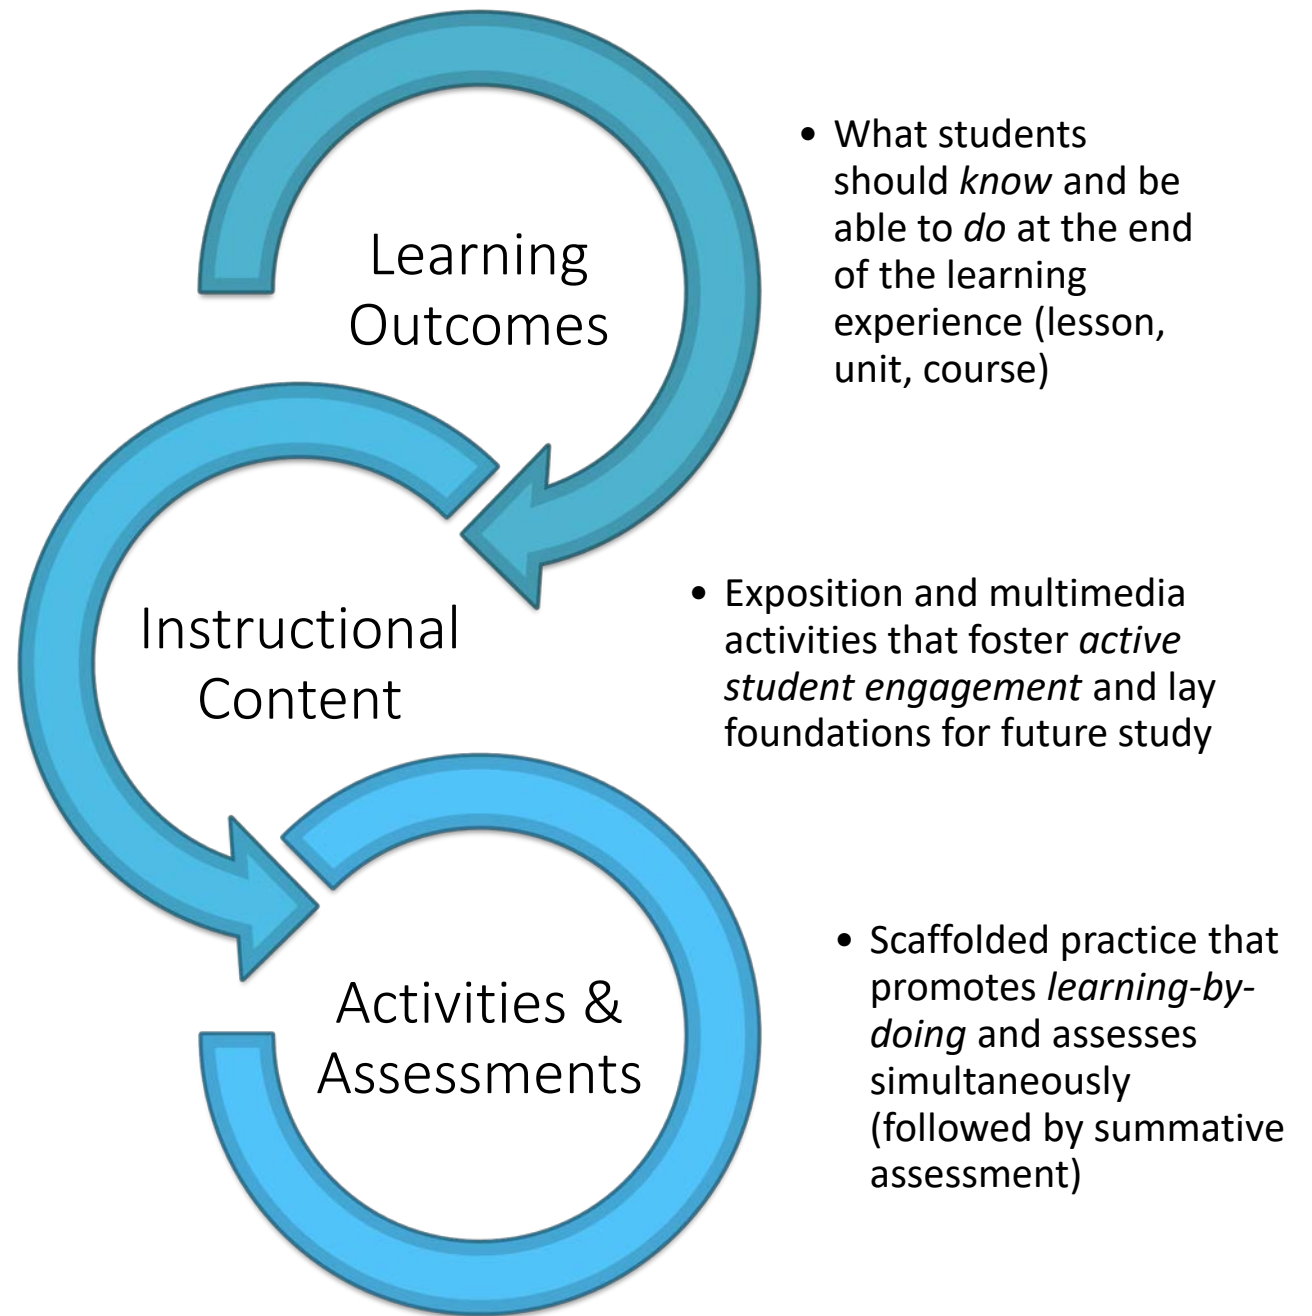 Learning
Outcomes
• What students
should know and be
able to do at the end
of the learning
experience (lesson,
unit, course)
Instructional
Content
• Exposition and multimedia
activities that foster active
student engagement and lay
foundations for future study
Activities &
Assessments
• Scaffolded practice that
promotes learning-by-
doing and assesses
simultaneously
(followed by summative
assessment)